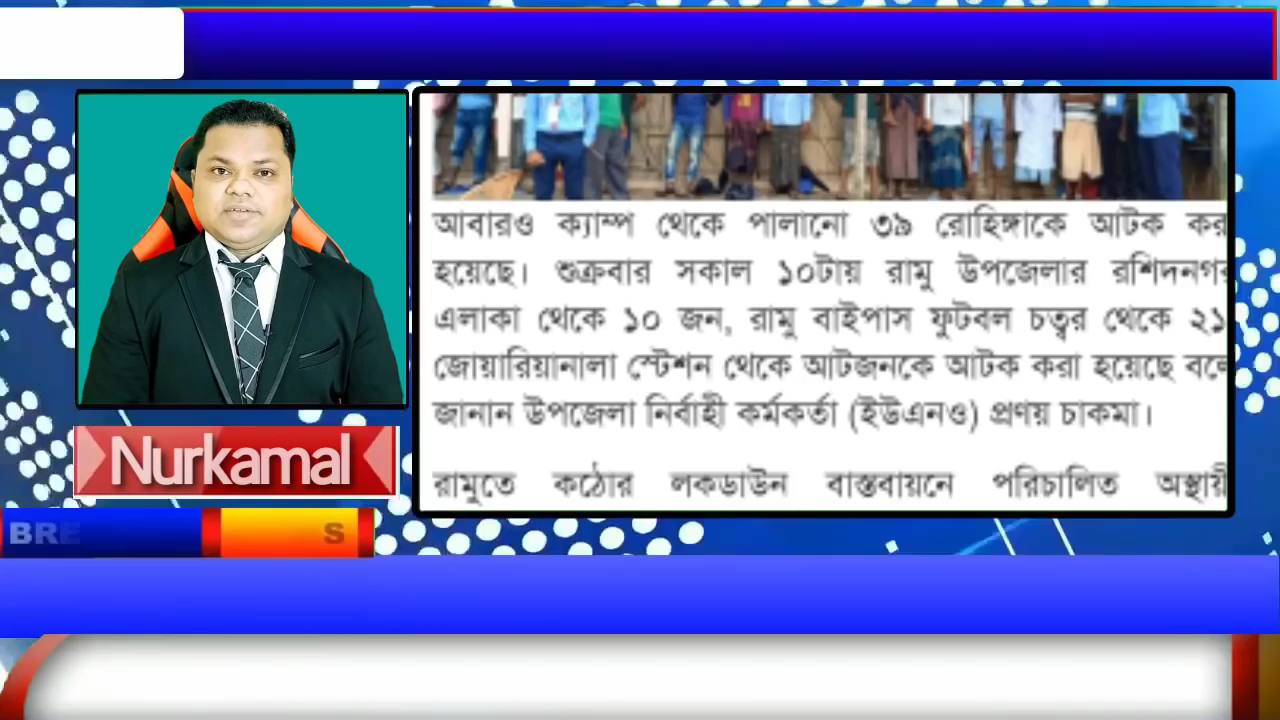 আবারও ক্যাম্প থেকে পালানো ৩৯ রোহিঙ্গাকে আটক কর
হয়েছে। শুক্রবার সকাল ১০টায় রামু উপজেলার রশিদনগর
এলাকা থেকে ১০ জন, রামু বাইপাস ফুটবল চত্বর থেকে ২১
জোয়ারিয়ানালা স্টেশন থেকে আটজনকে আটক করা হয়েছে বলে
জানান উপজেলা নির্বাহী কর্মকর্তা (ইউএনও) প্রণয় চাকমা।
রামুতে কঠোর লকডাউন বাস্তবায়নে পরিচালিত অস্থায়ী
Nurkamal
BRE S